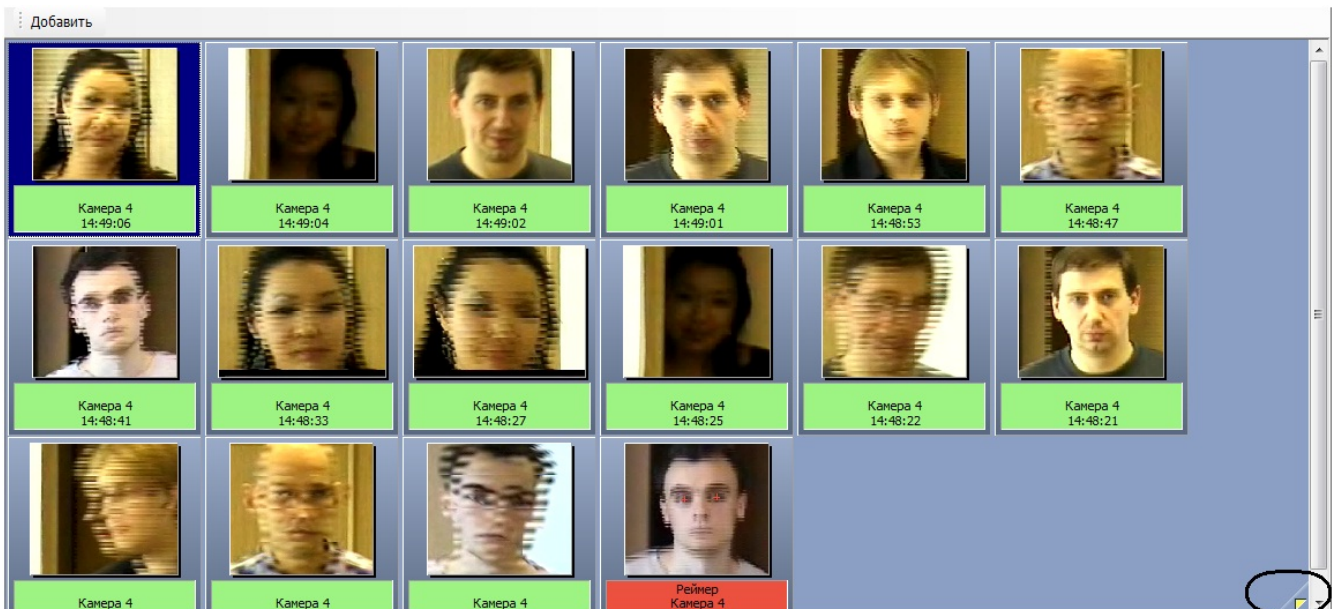 Добавить
Камера 4
14:49:06
Камера 4
14:49:04
Камера 4
14:49:02
Камера 4
14:49:01
Камера 4
14:48:53
Камера 4
14:48:47
Камера 4
14:48:41
Камера 4
14:48:33
Камера 4
14:48:27
Камера 4
14:48:25
Камера 4
14:48:22
Камера 4
14:48:21
Камера 4
Камера 4
Камера 4
Реймер
Камера 4